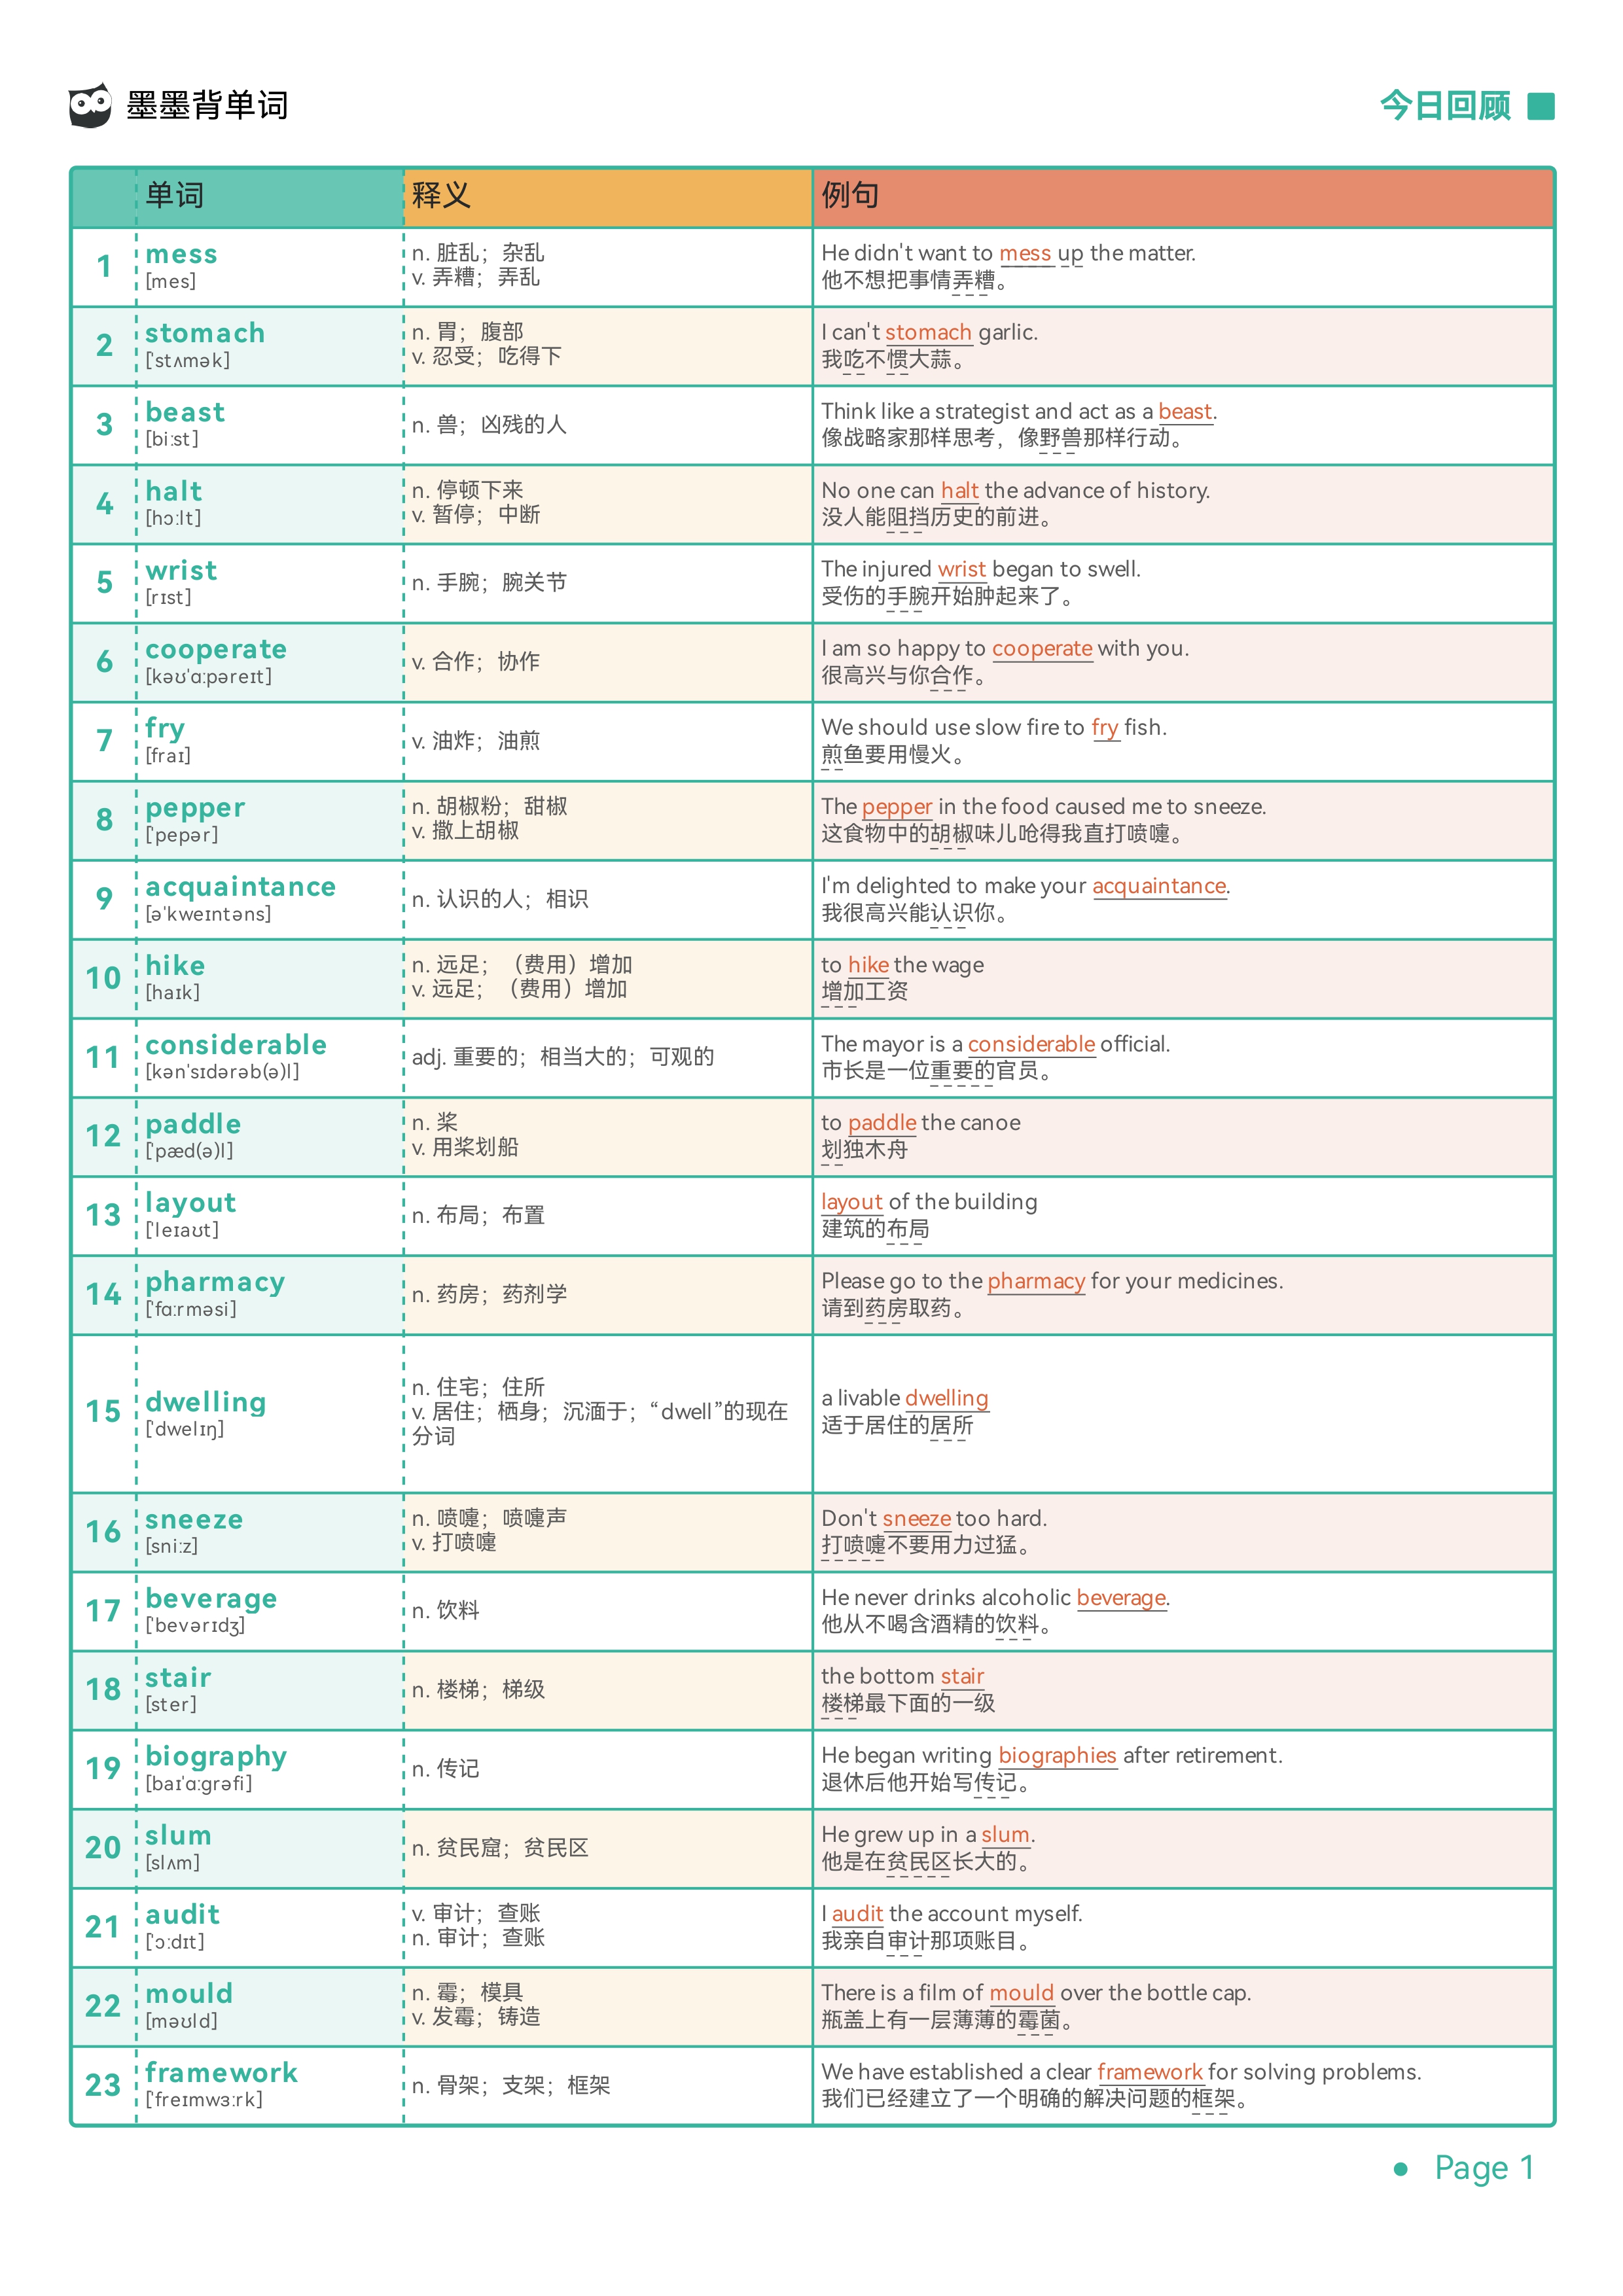 墨墨背单词
今日回顾
单词 释义 例句
1
mess
[mes]
n. 脏乱；杂乱
v. 弄糟；弄乱
He didn't want to mess up the matter.
他不想把事情弄糟。
2
stomach
['stʌmək]
n. 胃；腹部
v. 忍受；吃得下
I can't stomach garlic.
我吃不惯大蒜。
3
beast
[biːst]
n. 兽；凶残的人
Think like a strategist and act as a beast.
像战略家那样思考，像野兽那样行动。
4
halt
[hɔːlt]
n. 停顿下来
v. 暂停；中断
No one can halt the advance of history.
没人能阻挡历史的前进。
5
wrist
[rɪst]
n. 手腕；腕关节
The injured wrist began to swell.
受伤的手腕开始肿起来了。
6
cooperate
[kəʊ'ɑːpəreɪt]
v. 合作；协作
I am so happy to cooperate with you.
很高兴与你合作。
7
fry
[fraɪ]
v. 油炸；油煎
We should use slow fire to fry fish.
煎鱼要用慢火。
8
pepper
['pepər]
n. 胡椒粉；甜椒
v. 撒上胡椒
The pepper in the food caused me to sneeze.
这食物中的胡椒味儿呛得我直打喷嚏。
9
acquaintance
[ə'kweɪntəns]
n. 认识的人；相识
I'm delighted to make your acquaintance.
我很高兴能认识你。
10
hike
[haɪk]
n. 远足；（费用）增加
v. 远足；（费用）增加
to hike the wage
增加工资
11
considerable
[kən'sɪdərəb(ə)l]
adj. 重要的；相当大的；可观的
The mayor is a considerable official.
市长是一位重要的官员。
12
paddle
['pæd(ə)l]
n. 桨
v. 用桨划船
to paddle the canoe
划独木舟
13
layout
['leɪaʊt]
n. 布局；布置
layout of the building
建筑的布局
14
pharmacy
['fɑːrməsi]
n. 药房；药剂学
Please go to the pharmacy for your medicines.
请到药房取药。
15
dwelling
['dwelɪŋ]
n. 住宅；住所
v. 居住；栖身；沉湎于；“dwell”的现在
分词
a livable dwelling
适于居住的居所
16
sneeze
[sniːz]
n. 喷嚏；喷嚏声
v. 打喷嚏
Don't sneeze too hard.
打喷嚏不要用力过猛。
17
beverage
['bevərɪdʒ]
n. 饮料
He never drinks alcoholic beverage.
他从不喝含酒精的饮料。
18
stair
[ster]
n. 楼梯；梯级
the bottom stair
楼梯最下面的一级
19
biography
[baɪ'ɑːɡrəfi]
n. 传记
He began writing biographies after retirement.
退休后他开始写传记。
20
slum
[slʌm]
n. 贫民窟；贫民区
He grew up in a slum.
他是在贫民区长大的。
21
audit
['ɔːdɪt]
v. 审计；查账
n. 审计；查账
I audit the account myself.
我亲自审计那项账目。
22
mould
[məʊld]
n. 霉；模具
v. 发霉；铸造
There is a film of mould over the bottle cap.
瓶盖上有一层薄薄的霉菌。
23
framework
['freɪmwɜːrk]
n. 骨架；支架；框架
We have established a clear framework for solving problems.
我们已经建立了一个明确的解决问题的框架。
Page 1